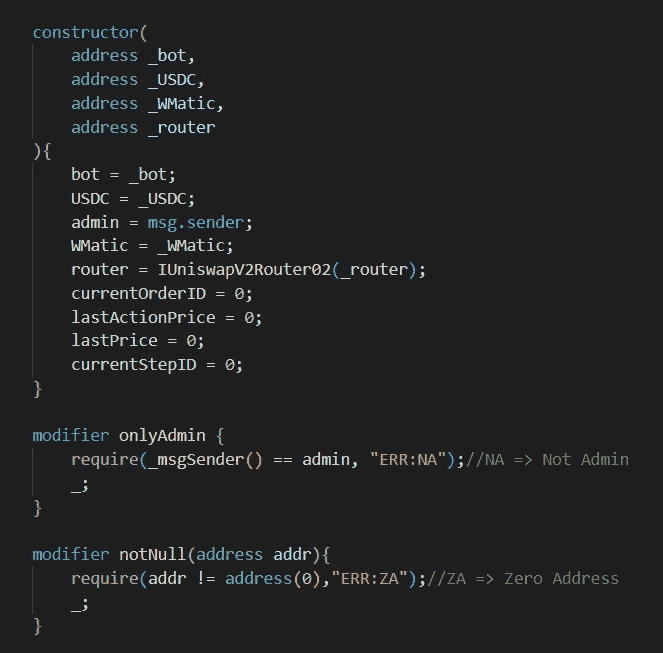 constructor(
    address _bot,
    address _USDC,
    address _WMatic,
    address _router
){
    bot = _bot;
    USDC = _USDC;
    admin = msg.sender;
    WMatic = _WMatic;
    router = IUniswapV2Router02(_router);
    currentOrderID = 0;
    lastActionPrice = 0;
    lastPrice = 0;
    currentStepID = 0;
}
modifier onlyAdmin {
    require(_msgSender() == admin, "ERR:NA");//NA => Not Admin
    _;
}
modifier notNull(address addr){
    require(addr != address(0),"ERR:ZA");//ZA => Zero Address
    _;
}